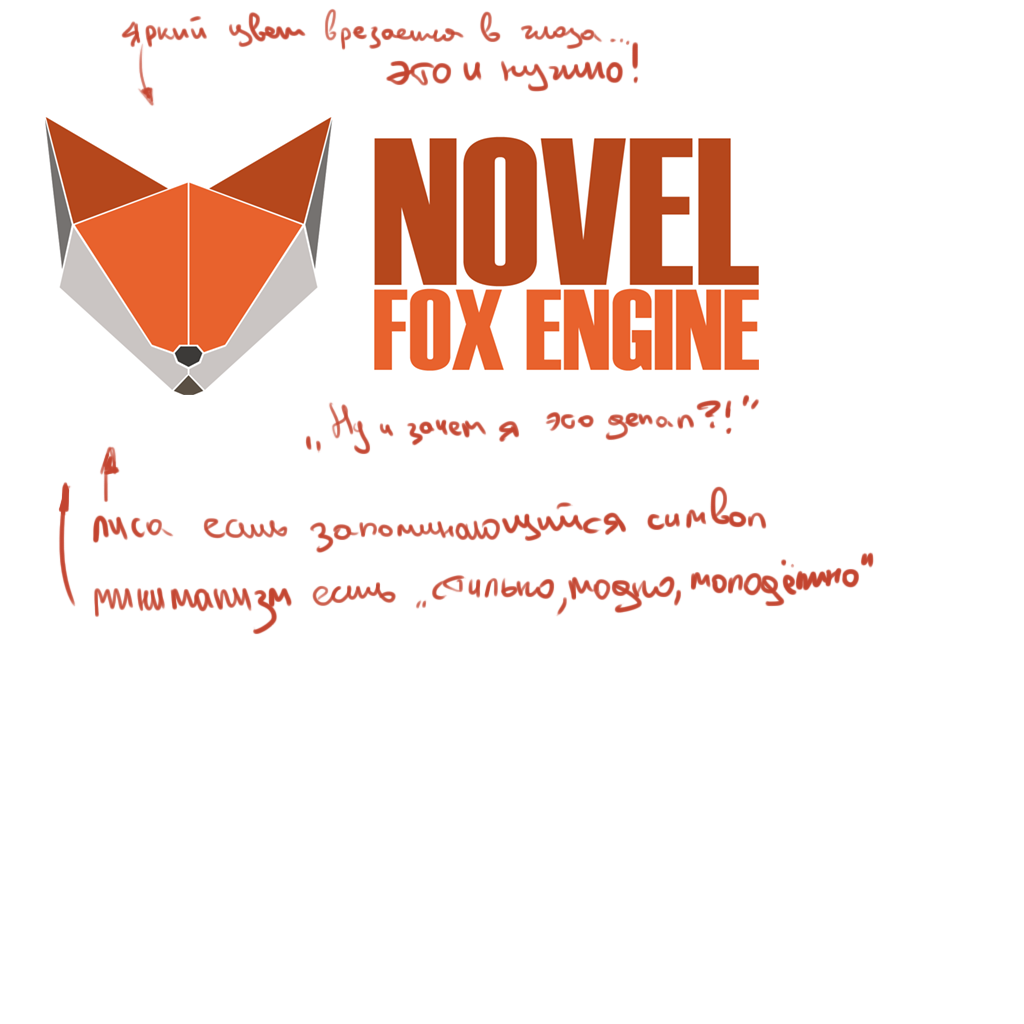 яркий цвет врезается в глаза...
это и нужно!
NOVEL
FOX ENGINE
„Ну и зачем я это делал?!”
лиса есть запоминающийся символ
минимализм есть „стильно, модно, молодёжно”